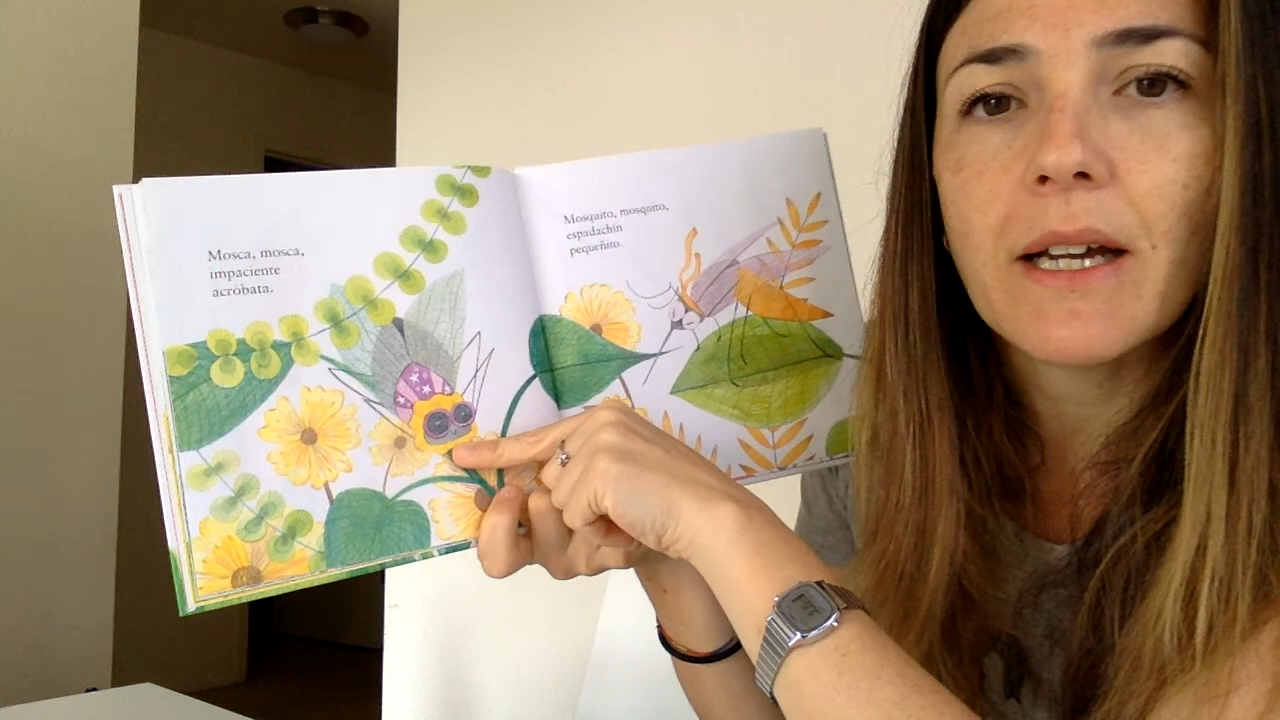 Mosca, mosca,
impaciente
acróbata.
Mosquito, mosquito,
espadachín
pequeñito.